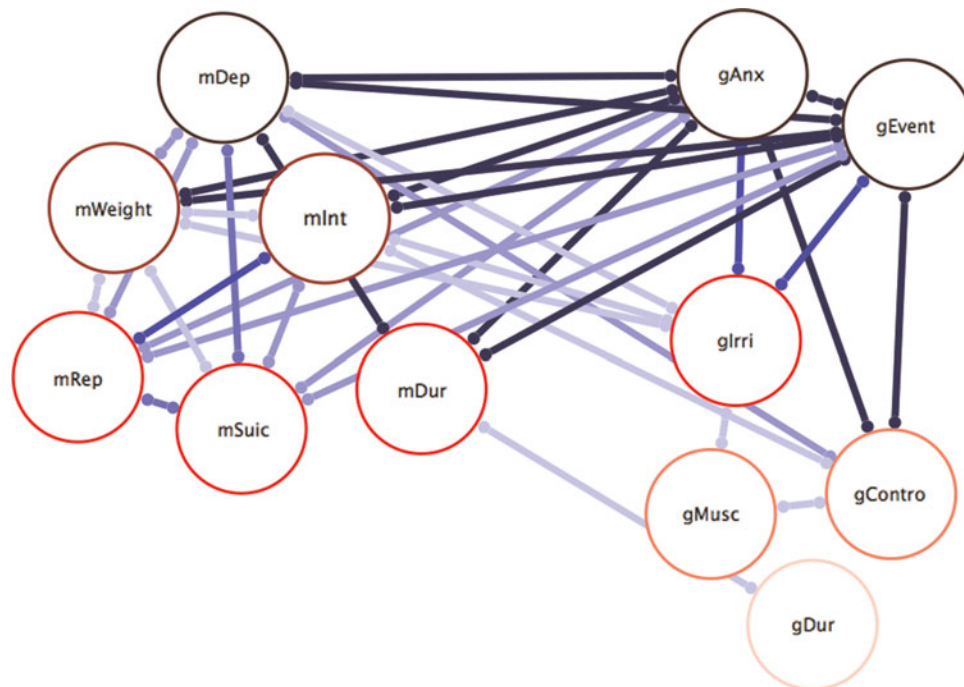 mDep
gAnx
gEvent
mWeight
mInt
gIrri
mRep
mDur
mSuic
gContro
gMusc
gDur